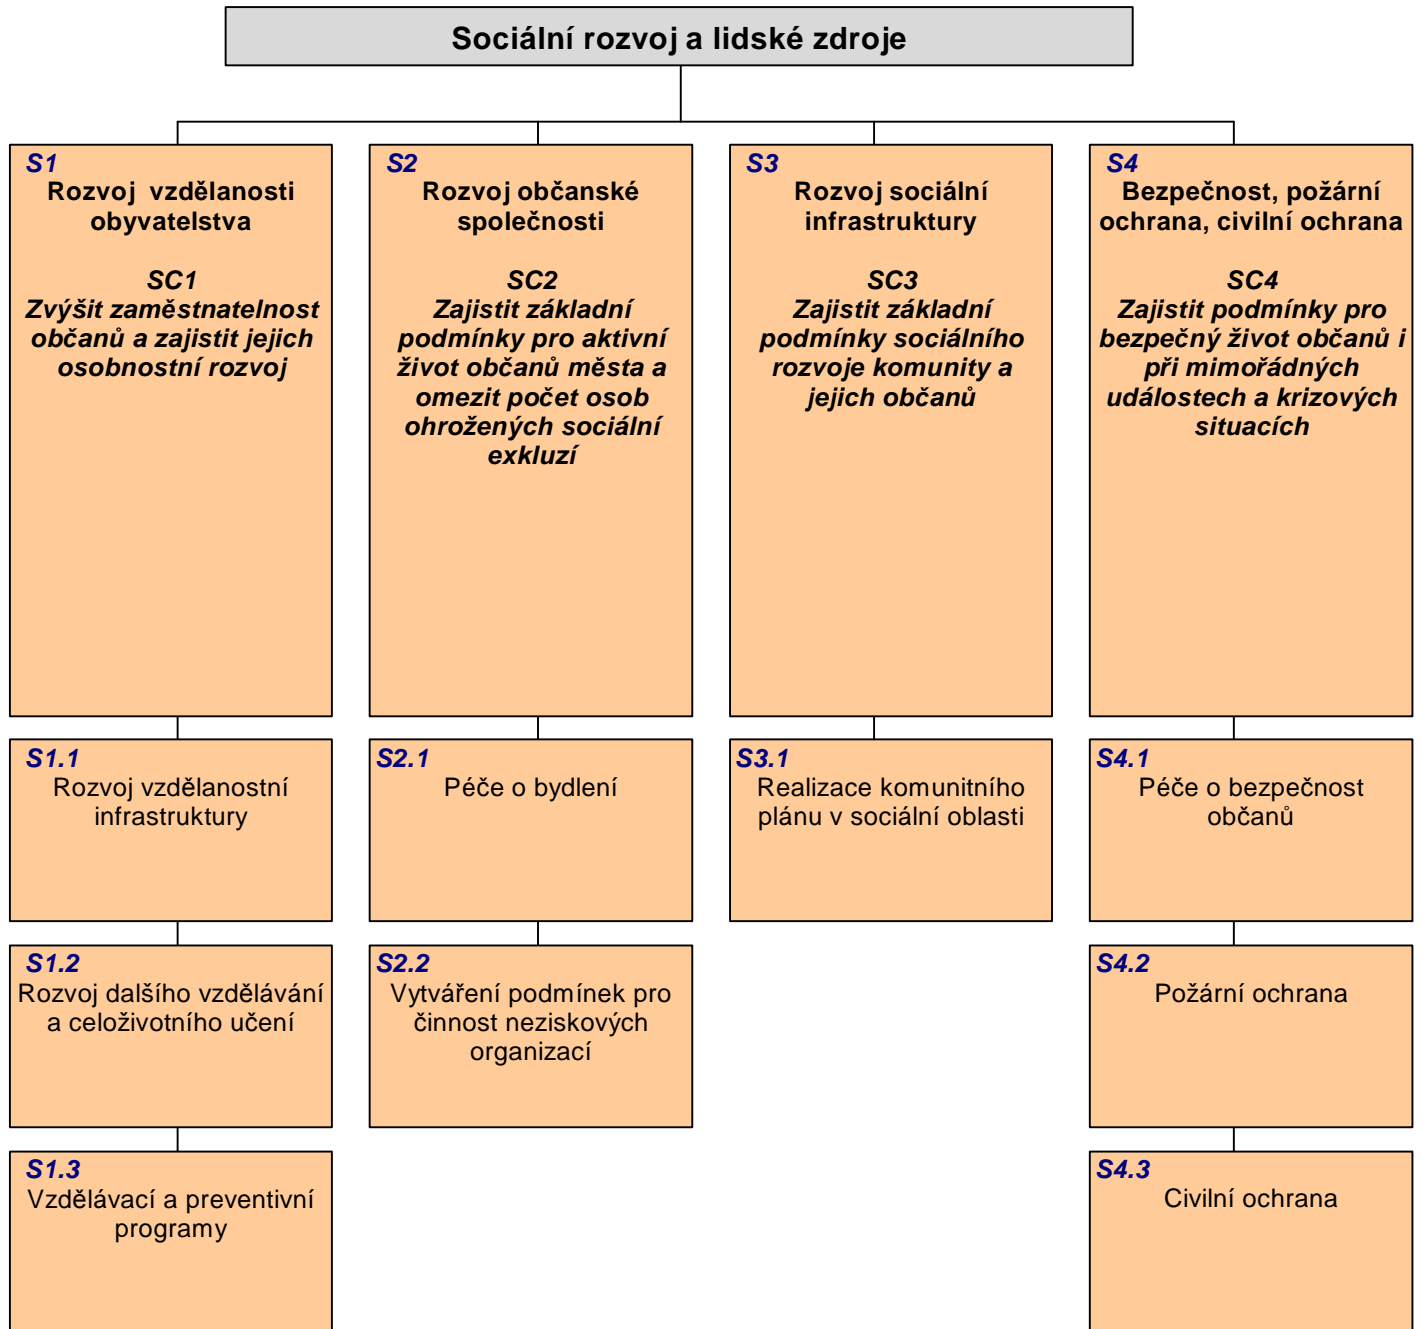 Sociální rozvoj a lidské zdroje
S1
Rozvoj vzdělanosti
obyvatelstva
SC1
Zvýšit zaměstnatelnost
občanů a zajistit jejich
osobnostní rozvoj
S2
Rozvoj občanské
společnosti
SC2
Zajistit základní
podmínky pro aktivní
život občanů města a
omezit počet osob
ohrožených sociální
exkluzí
S3
Rozvoj sociální
infrastruktury
SC3
Zajistit základní
podmínky sociálního
rozvoje komunity a
jejich občanů
S4
Bezpečnost, požární
ochrana, civilní ochrana
SC4
Zajistit podmínky pro
bezpečný život občanů i
při mimořádných
událostech a krizových
situacích
S1.1
Rozvoj vzdělanostní
infrastruktury
S2.1
Péče o bydlení
S3.1
Realizace komunitního
plánu v sociální oblasti
S4.1
Péče o bezpečnost
občanů
S1.2
Rozvoj dalšího vzdělávání
a celoživotního učení
S2.2
Vytváření podmínek pro
činnost neziskových
organizací
S4.2
Požární ochrana
S1.3
Vzdělávací a preventivní
programy
S4.3
Civilní ochrana